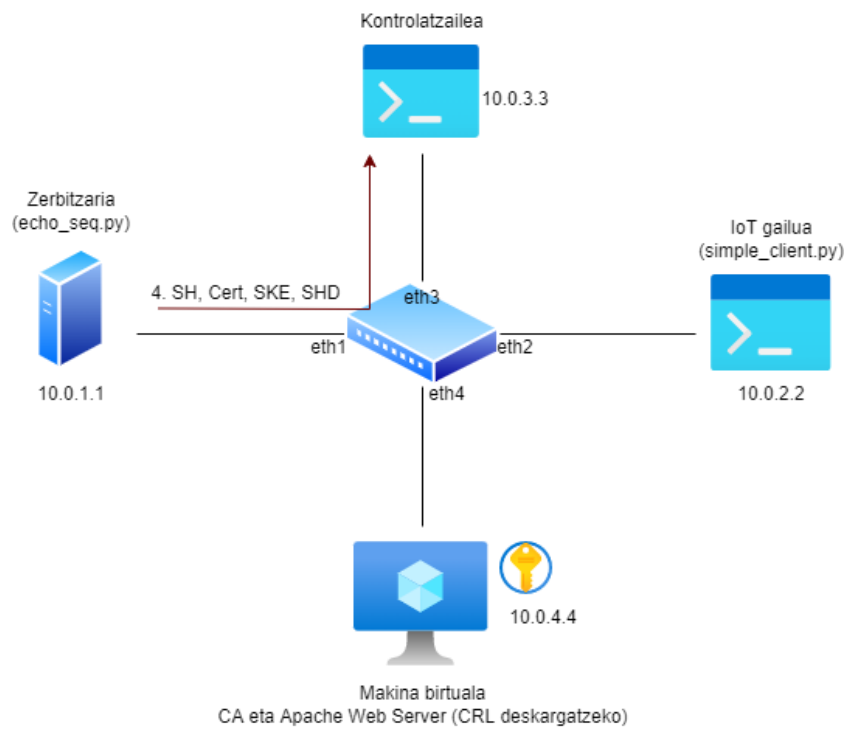 Kontrolatzailea
10.0.3.3
Zerbitzaria
(echo_seq.py)
IoT gailua
(simple_client.py)
4. SH, Cert, SKE, SHD
eth3
eth1
eth2
10.0.1.1
eth4
10.0.2.2
10.0.4.4
Makina birtuala
CA eta Apache Web Server (CRL deskargatzeko)